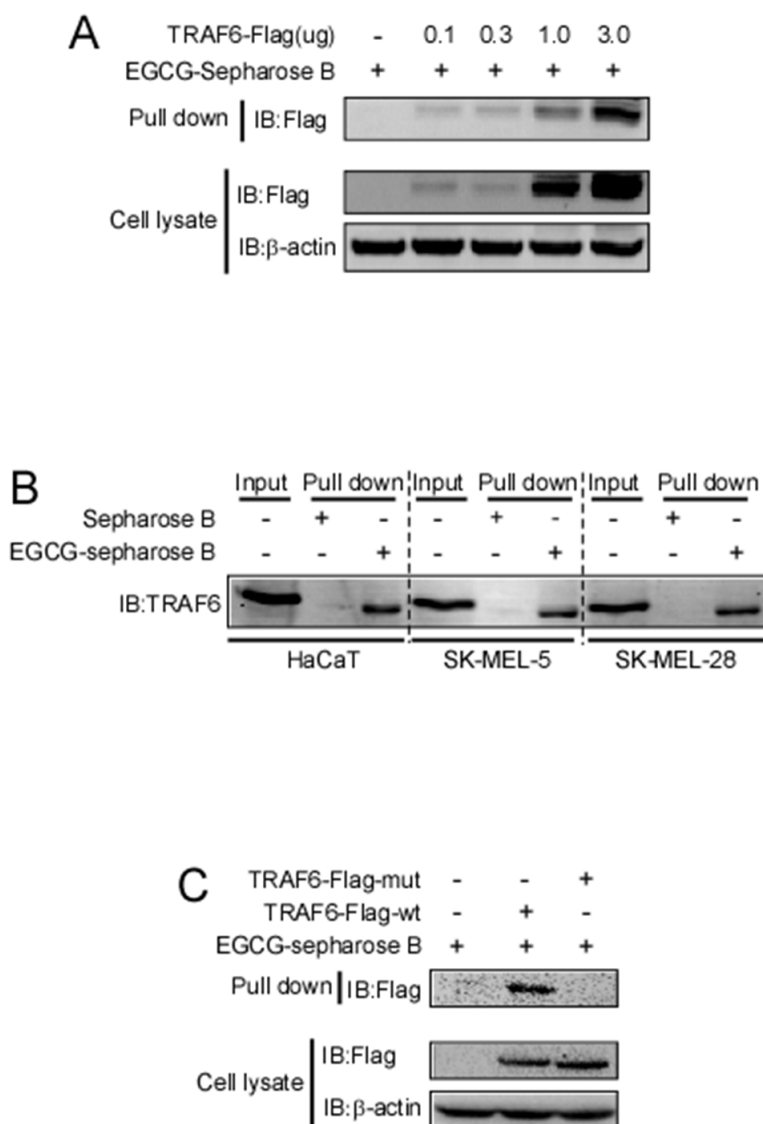 A
TRAF6-Flag(ug) - 0.1 0.3 1.0 3.0
EGCG-Sepharose B + + + + +
Pull down IB:Flag
Cell lysate
IB:Flag
IB:β-actin
B
Input Pull down Input Pull down Input Pull down
Sepharose B - + - - + - - + -
EGCG-sepharose B - - + - - + - - +
IB:TRAF6
HaCaT SK-MEL-5 SK-MEL-28
C
TRAF6-Flag-mut - - +
TRAF6-Flag-wt - + -
EGCG-sepharose B + + +
Pull down IB:Flag
Cell lysate
IB:Flag
IB:β-actin